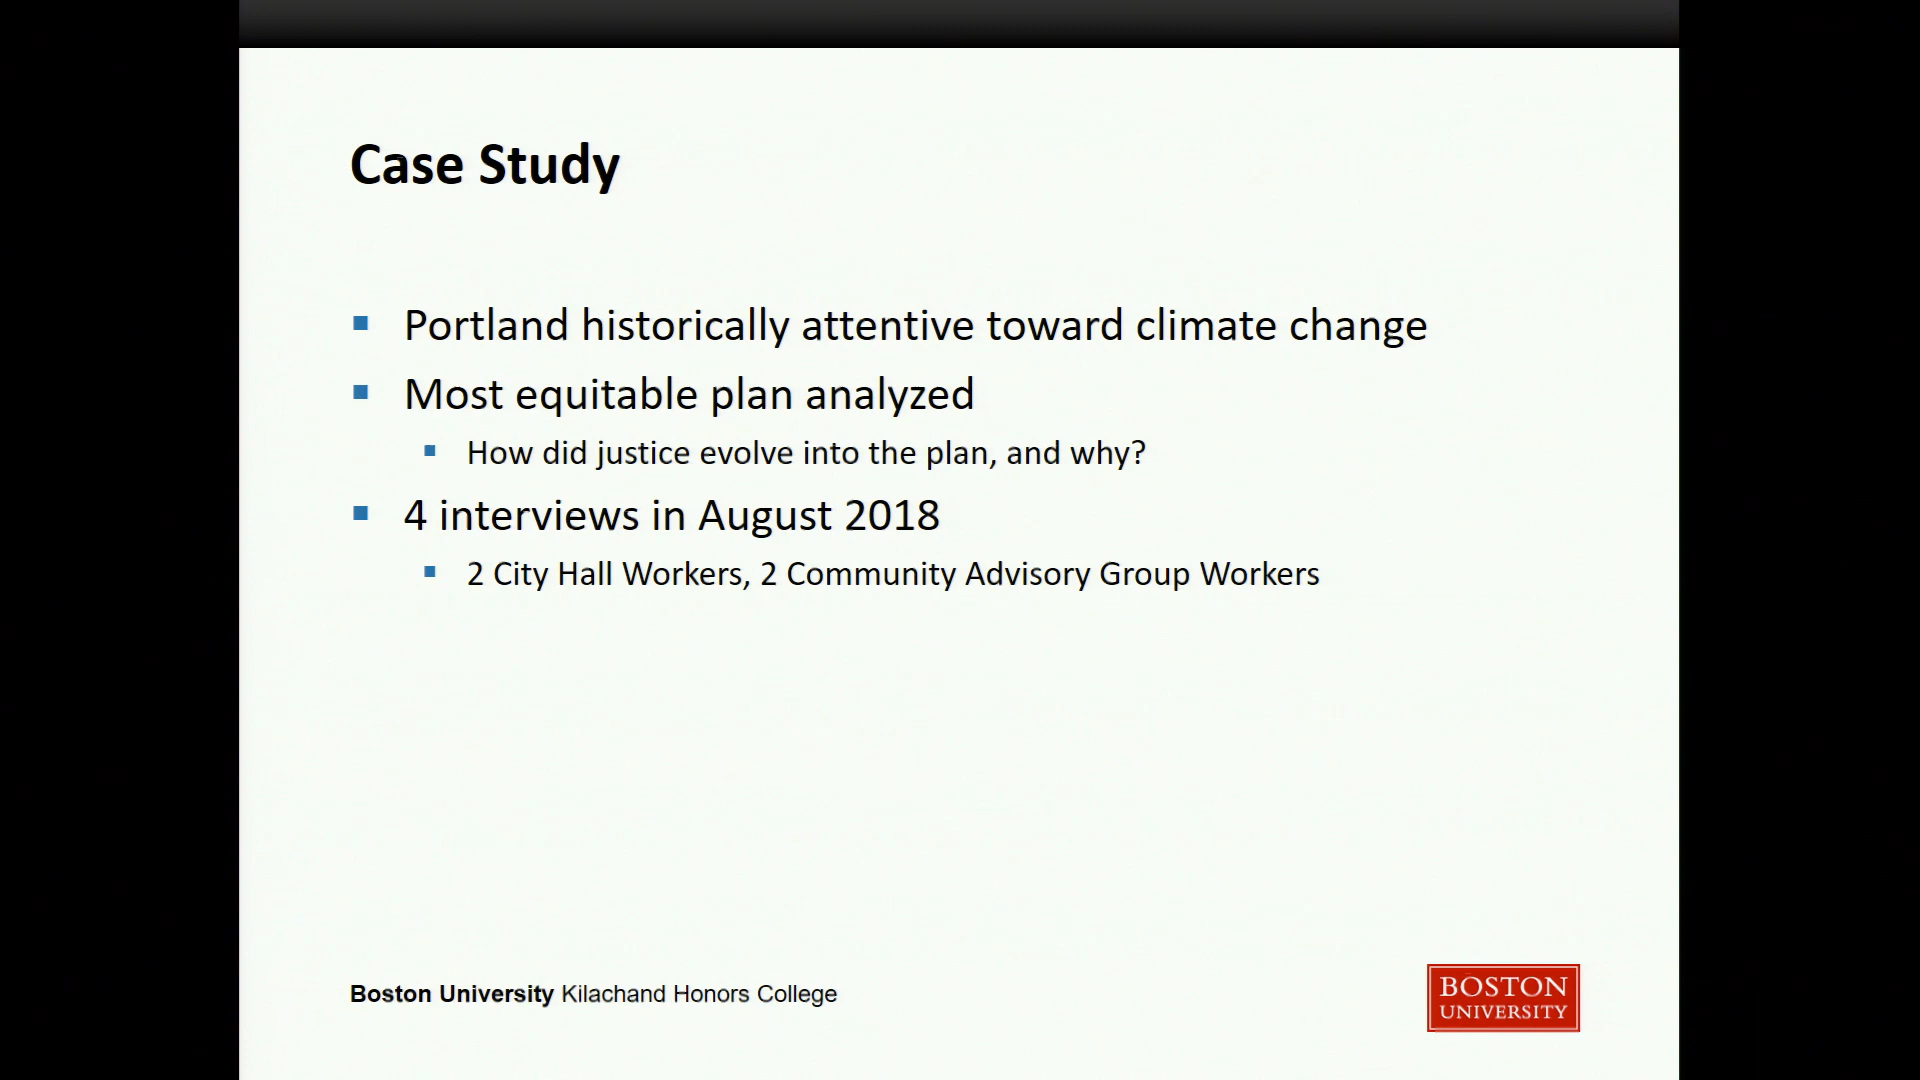 Case Study
Portland historically attentive toward climate change
Most equitable plan analyzed
How did justice evolve into the plan, and why?
4 interviews in August 2018
2 City Hall Workers, 2 Community Advisory Group Workers
Boston University Kilachand Honors College
BOSTON
UNIVERSITY